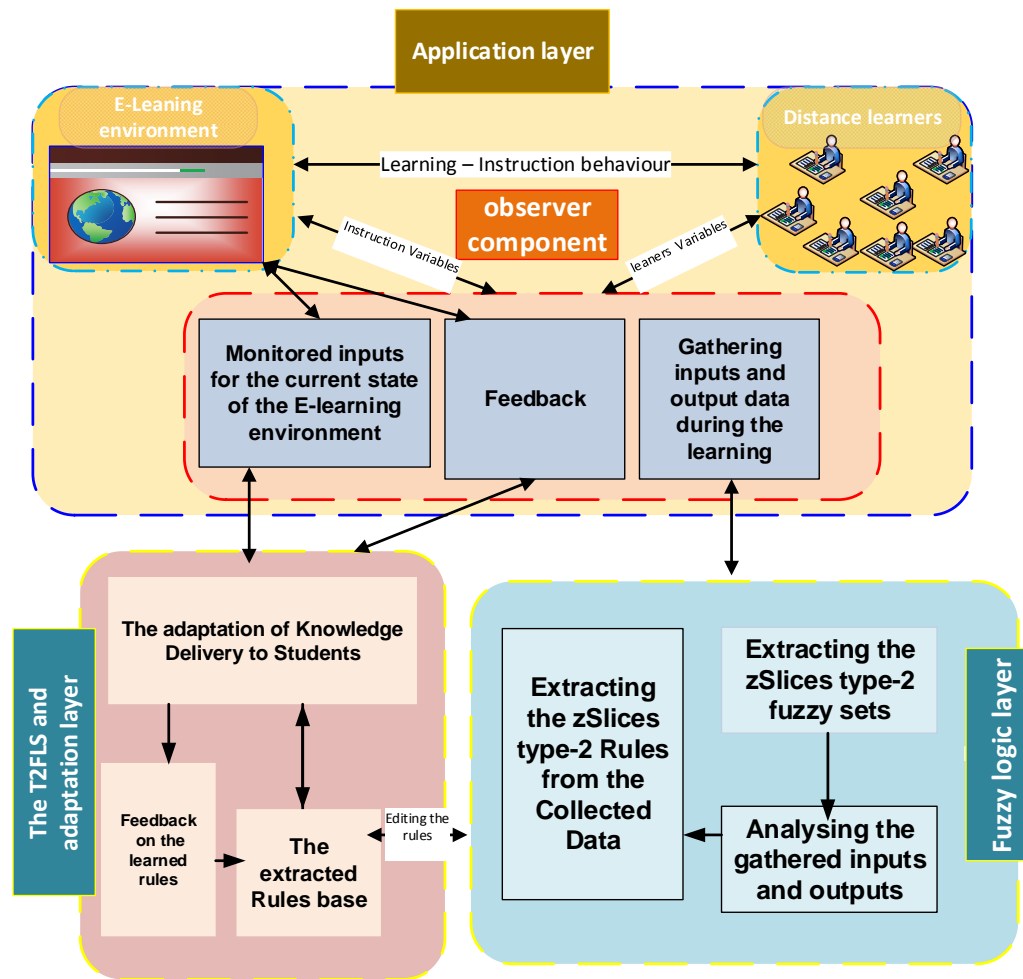 Application layer
E-Leaning
environment
Distance learners
Learning – Instruction behaviour
observer
component
Instruction Variables
leaners Variables
Monitored inputs
for the current state
of the E-learning
environment
Feedback
Gathering
inputs and
output data
during the
learning
The T2FLS and
adaptation layer
The adaptation of Knowledge
Delivery to Students
Feedback
on the
learned
rules
The
extracted
Rules base
Editing the
rules
Extracting
the zSlices
type-2 Rules
from the
Collected
Data
Extracting the
zSlices type-2
fuzzy sets
Analysing the
gathered inputs
and outputs
Fuzzy logic layer